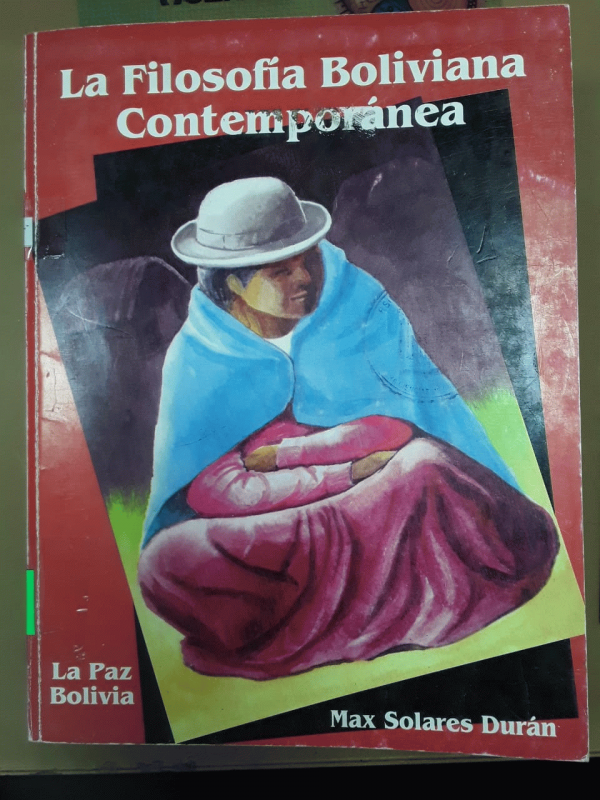 La Filosofía Boliviana
Contemporánea
La Paz
Bolivia
Max Solares Durán